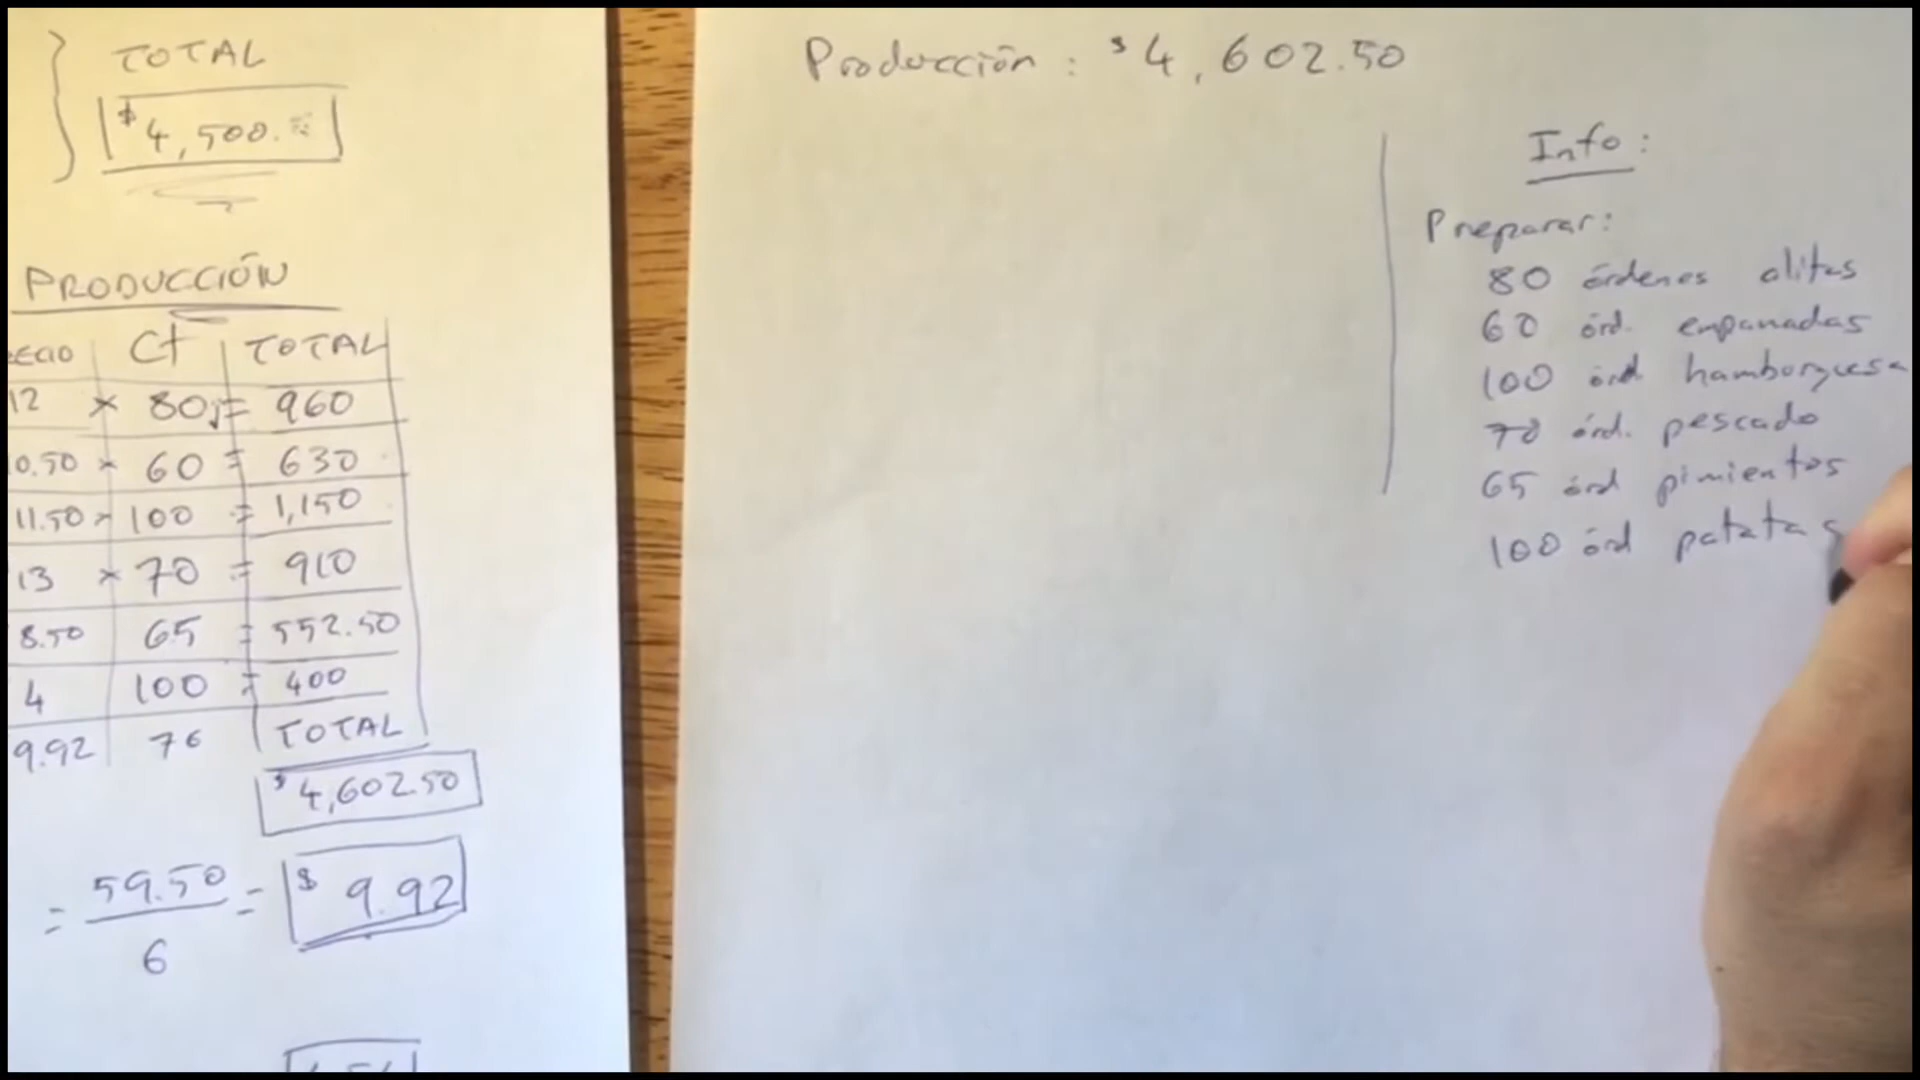 TOTAL
$4,500.
PRODUCCIÓN
ECIO Ct TOTAL
12 × 80 = 960
0.50 × 60 = 630
11.50 × 100 = 1,150
13 × 70 = 910
8.50 65 = 552.50
4 100 = 400
9.92 76 TOTAL
$4,602.50
= 59.50 / 6 = $9.92
Producción: $4,602.50
Info:
Preparar:
80 órdenes alitas
60 órd. empanadas
100 órd. hamburguesa
70 órd. pescado
65 órd pimientos
100 órd patatas